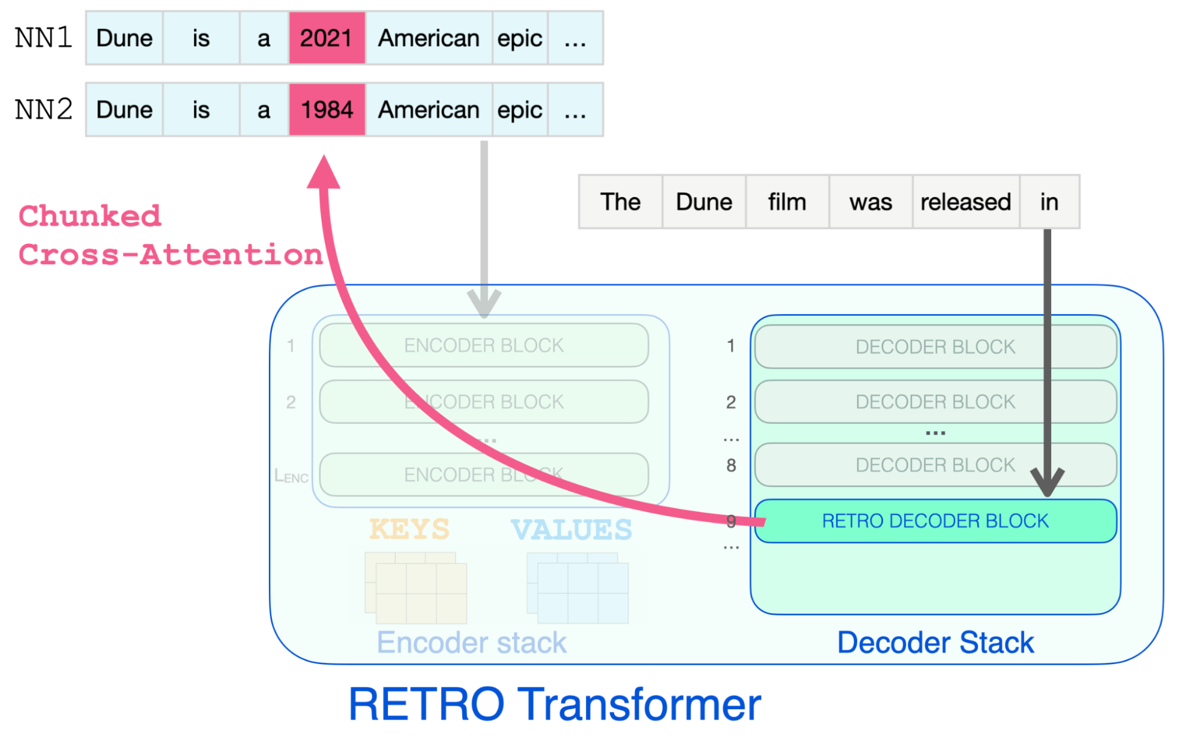 NN1 Dune is a 2021 American epic ...
NN2 Dune is a 1984 American epic ...
The Dune film was released in
Chunked
Cross-Attention
1 ENCODER BLOCK
2 ENCODER BLOCK
...
LENC ENCODER BLOCK
KEYS VALUES
Encoder stack
1 DECODER BLOCK
2 DECODER BLOCK
... ...
8 DECODER BLOCK
9 RETRO DECODER BLOCK
...
Decoder Stack
RETRO Transformer